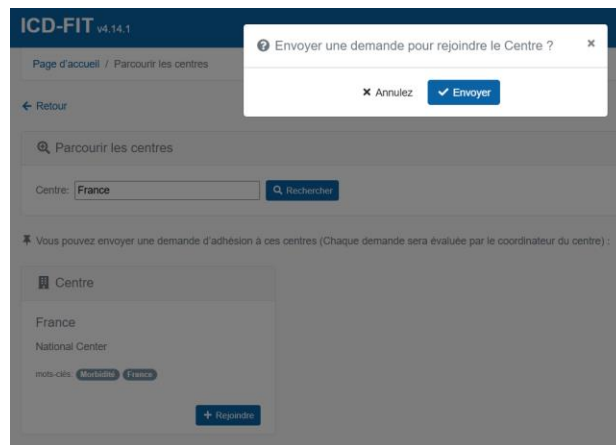 ICD-FIT v4.14.1
Envoyer une demande pour rejoindre le Centre ?
Annulez Envoyer
Page d'accueil / Parcourir les centres
Retour
Parcourir les centres
Centre: France Rechercher
Vous pouvez envoyer une demande d'adhésion à ces centres (Chaque demande sera évaluée par le coordinateur du centre) :
Centre
France
National Center
mots-clés: Morbidité France
+ Rejoindre